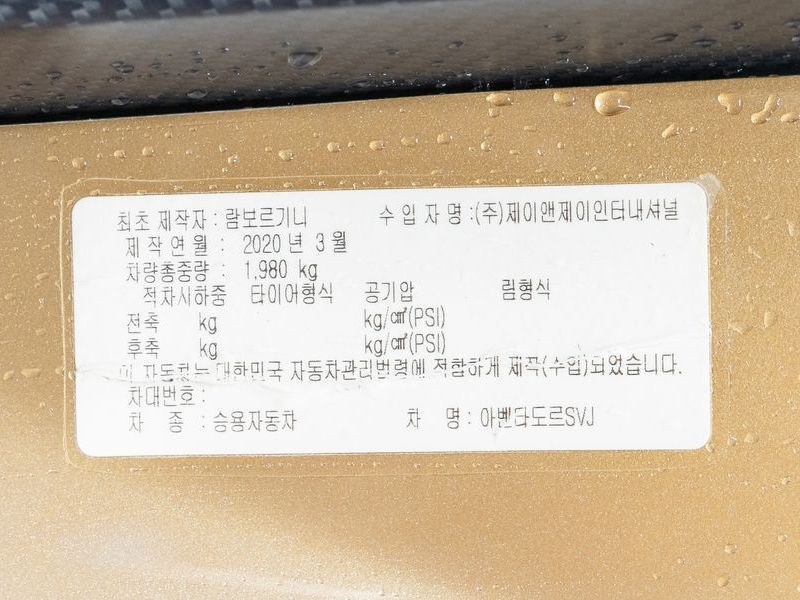 최초 제작자 : 람보르기니 수 입 자 명 :(주)제이앤제이인터내셔널
제 작 연 월 : 2020 년 3 월
차량총중량 : 1,980 kg
적차시하중 타이어형식 공기압 림형식
전축 kg kg/㎠(PSI)
후축 kg kg/㎠(PSI)
이 자동차는 대한민국 자동차관리법령에 적합하게 제작(수입)되었습니다.
차대번호 :
차 종 : 승용자동차 차 명 : 아벤타도르SVJ